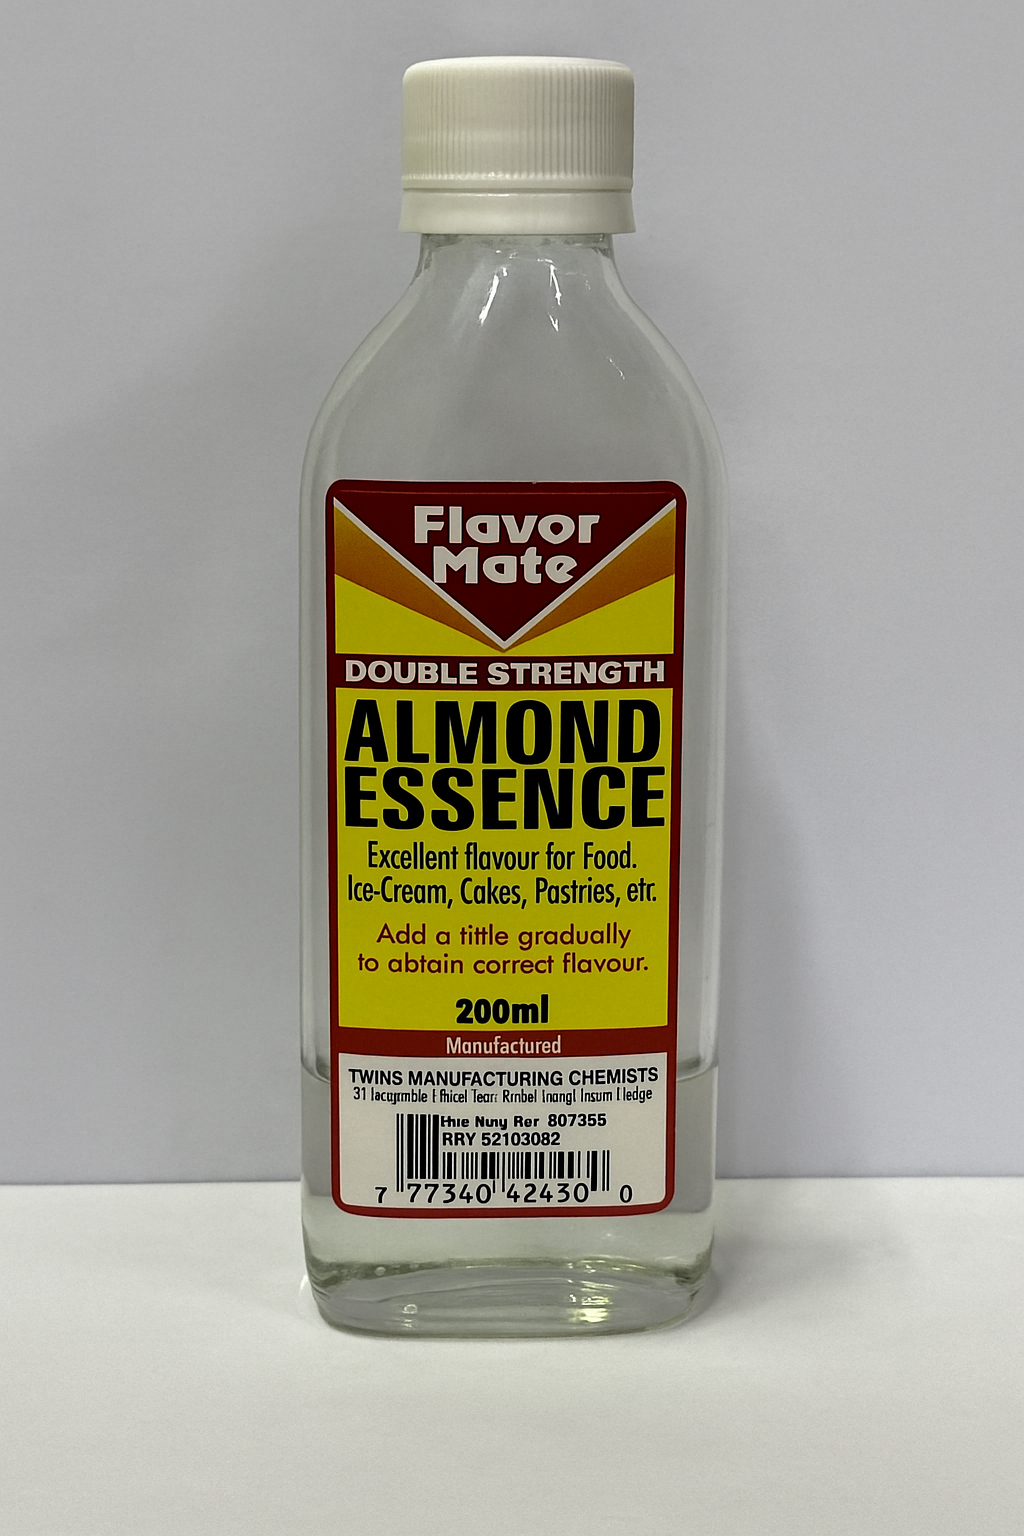 Flavor
Mate
DOUBLE STRENGTH
ALMOND
ESSENCE
Excellent flavour for Food.
Ice-Cream, Cakes, Pastries, etc.
Add a tittle gradually
to abtain correct flavour.
200ml
Manufactured
TWINS MANUFACTURING CHEMISTS
31
807355
RRY 52103082
7 77340 42430 0